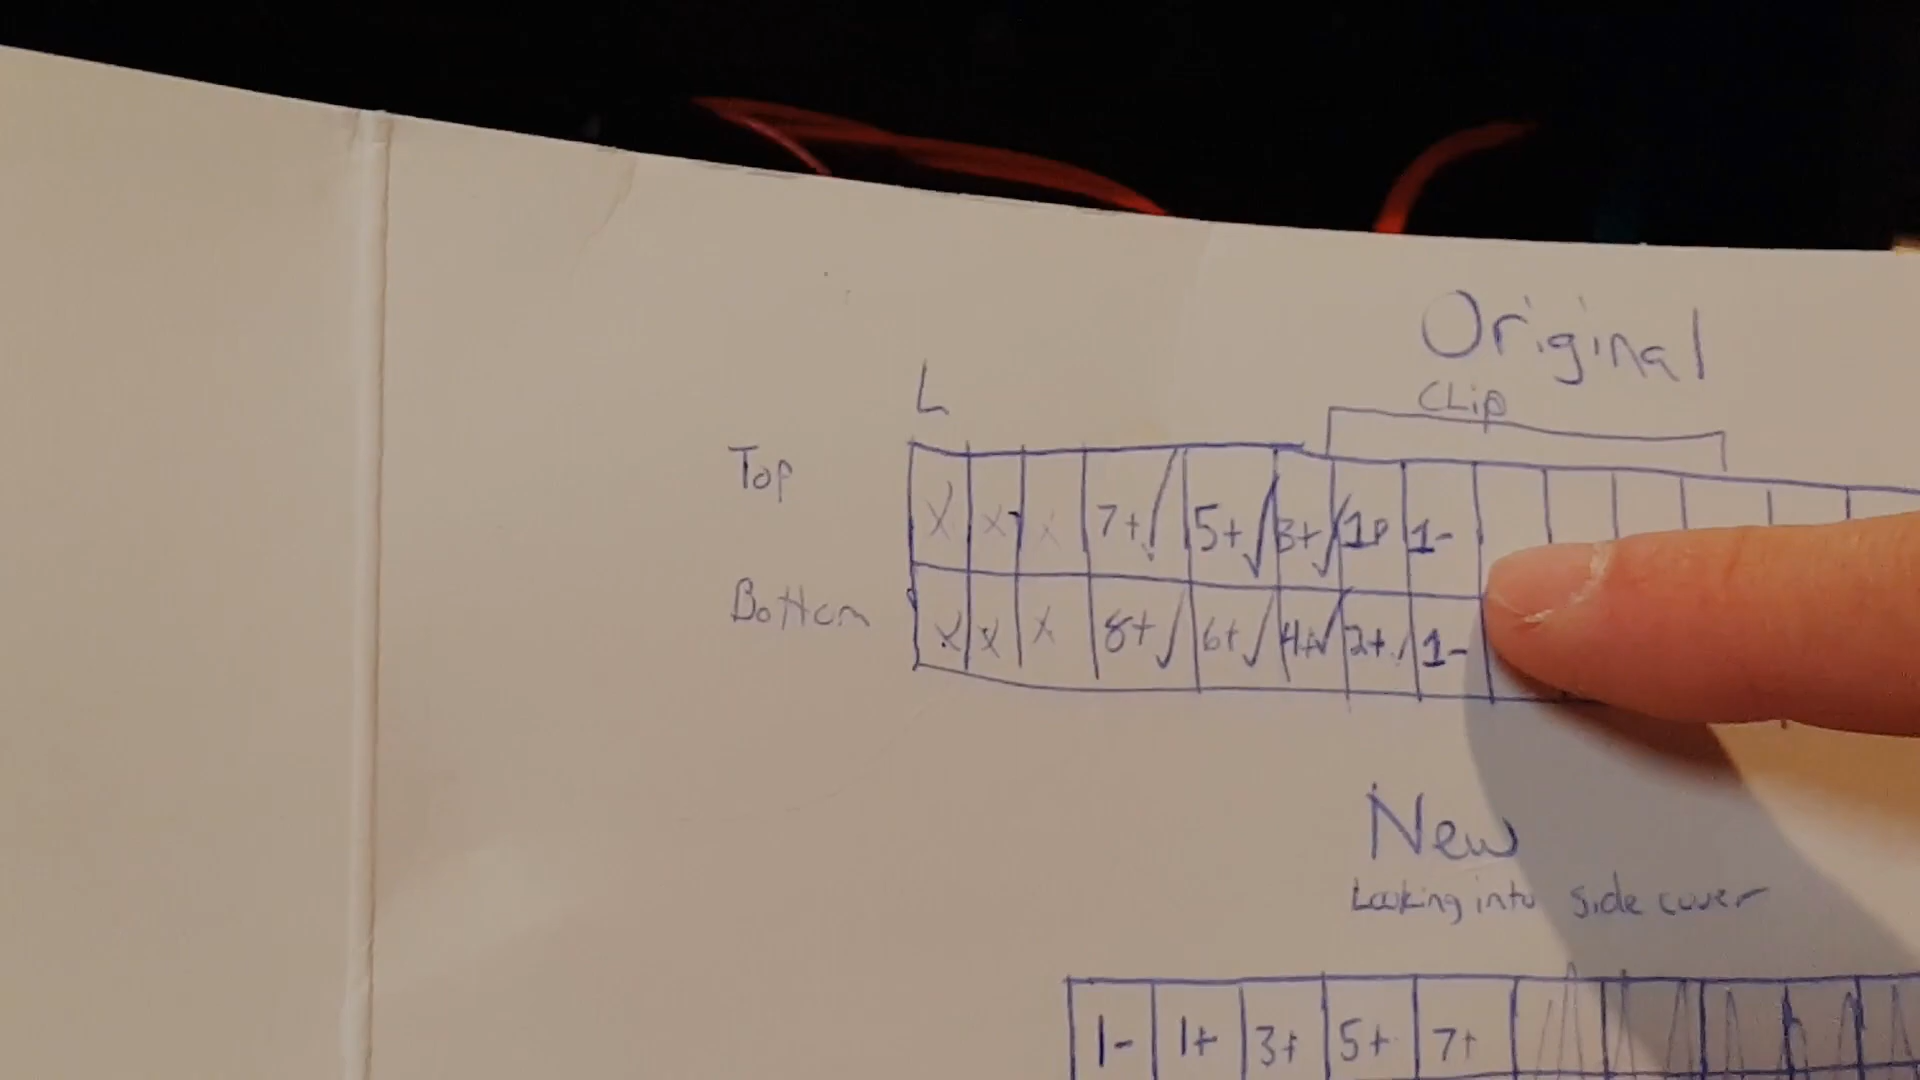 Original
CLip
L
Top X X X 7+√ 5+√ 3+√ 1P 1-
Bottom X X X 8+√ 6+√ 4+√ 2+√ 1-
New
Looking into side cover
1- 1+ 3+ 5+ 7+